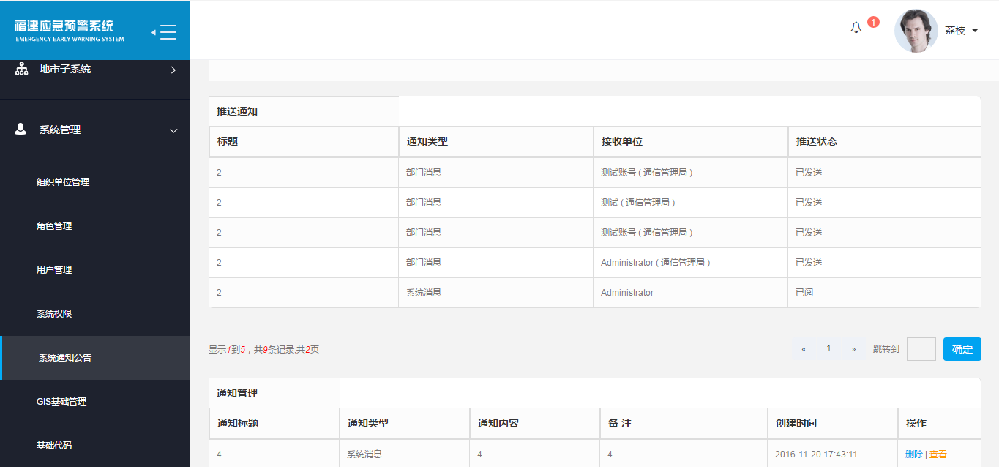 福建应急预警系统
EMERGENCY EARLY WARNING SYSTEM
1
荔枝
地市子系统
系统管理
组织单位管理
角色管理
用户管理
系统权限
系统通知公告
GIS基础管理
基础代码
推送通知
标题 通知类型 接收单位 推送状态
2 部门消息 测试账号 ( 通信管理局 ) 已发送
2 部门消息 测试 ( 通信管理局 ) 已发送
2 部门消息 测试账号 ( 通信管理局 ) 已发送
2 部门消息 Administrator ( 通信管理局 ) 已发送
2 系统消息 Administrator 已阅
显示1到5，共9条记录,共2页 « 1 » 跳转到 确定
通知管理
通知标题 通知类型 通知内容 备 注 创建时间 操作
4 系统消息 4 4 2016-11-20 17:43:11 删除 | 查看